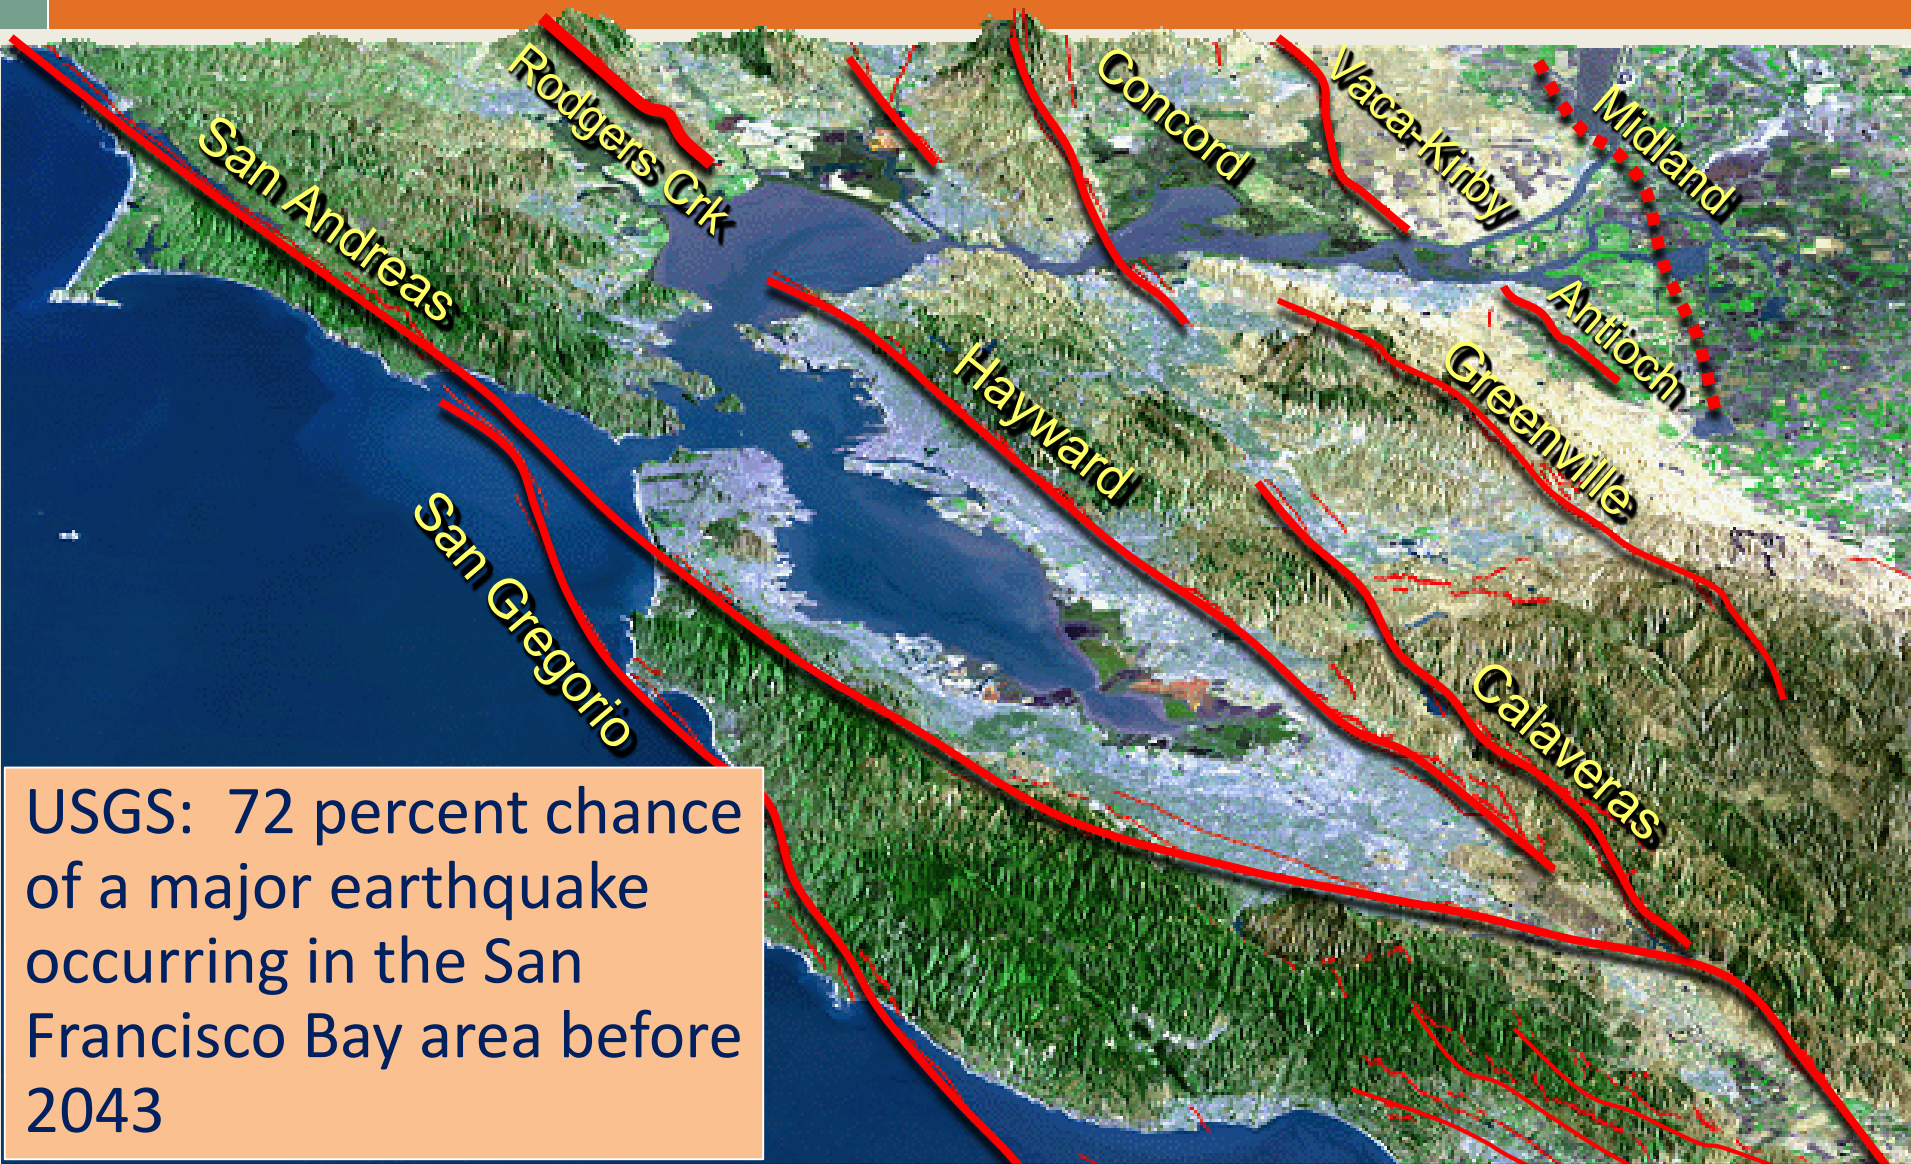 Rodgers Crk
Concord
Vaca-Kirby
Midland
San Andreas
Antioch
Hayward
Greenville
San Gregorio
Calaveras
USGS:  72 percent chance
of a major earthquake
occurring in the San
Francisco Bay area before
2043